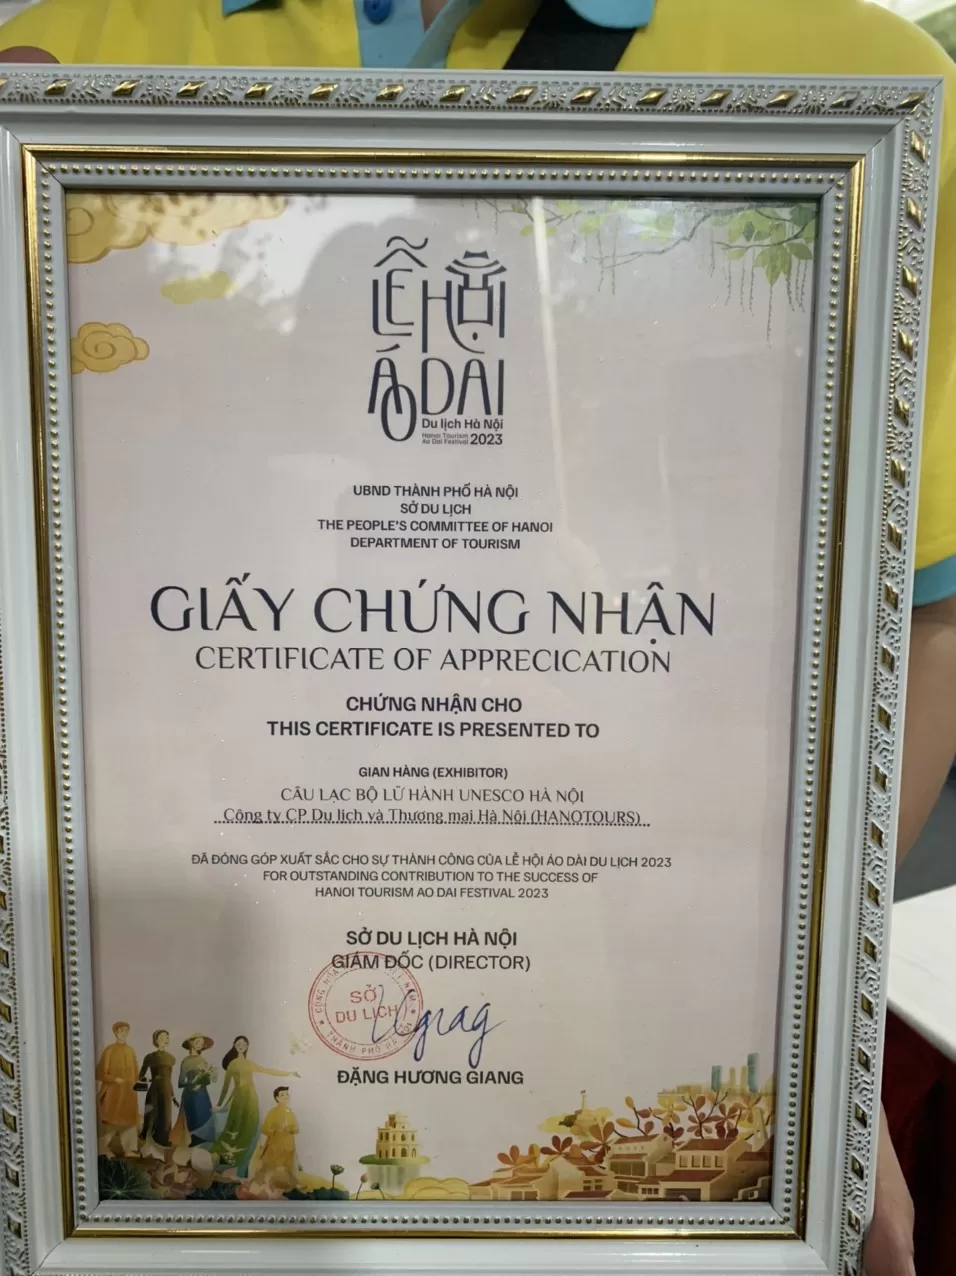 LỄ HỘI
ÁO DÀI
Du lịch Hà Nội
Hanoi Tourism
Ao Dai Festival 2023
UBND THÀNH PHỐ HÀ NỘI
SỞ DU LỊCH
THE PEOPLE'S COMMITTEE OF HANOI
DEPARTMENT OF TOURISM
GIẤY CHỨNG NHẬN
CERTIFICATE OF APPRECICATION
CHỨNG NHẬN CHO
THIS CERTIFICATE IS PRESENTED TO
GIAN HÀNG (EXHIBITOR)
CÂU LẠC BỘ LỮ HÀNH UNESCO HÀ NỘI
Công ty CP Du lịch và Thương mại Hà Nội (HANOTOURS)
ĐÃ ĐÓNG GÓP XUẤT SẮC CHO SỰ THÀNH CÔNG CỦA LỄ HỘI ÁO DÀI DU LỊCH 2023
FOR OUTSTANDING CONTRIBUTION TO THE SUCCESS OF
HANOI TOURISM AO DAI FESTIVAL 2023
SỞ DU LỊCH HÀ NỘI
GIÁM ĐỐC (DIRECTOR)
SỞ
DU LỊCH
THÀNH PHỐ HÀ
ĐẶNG HƯƠNG GIANG